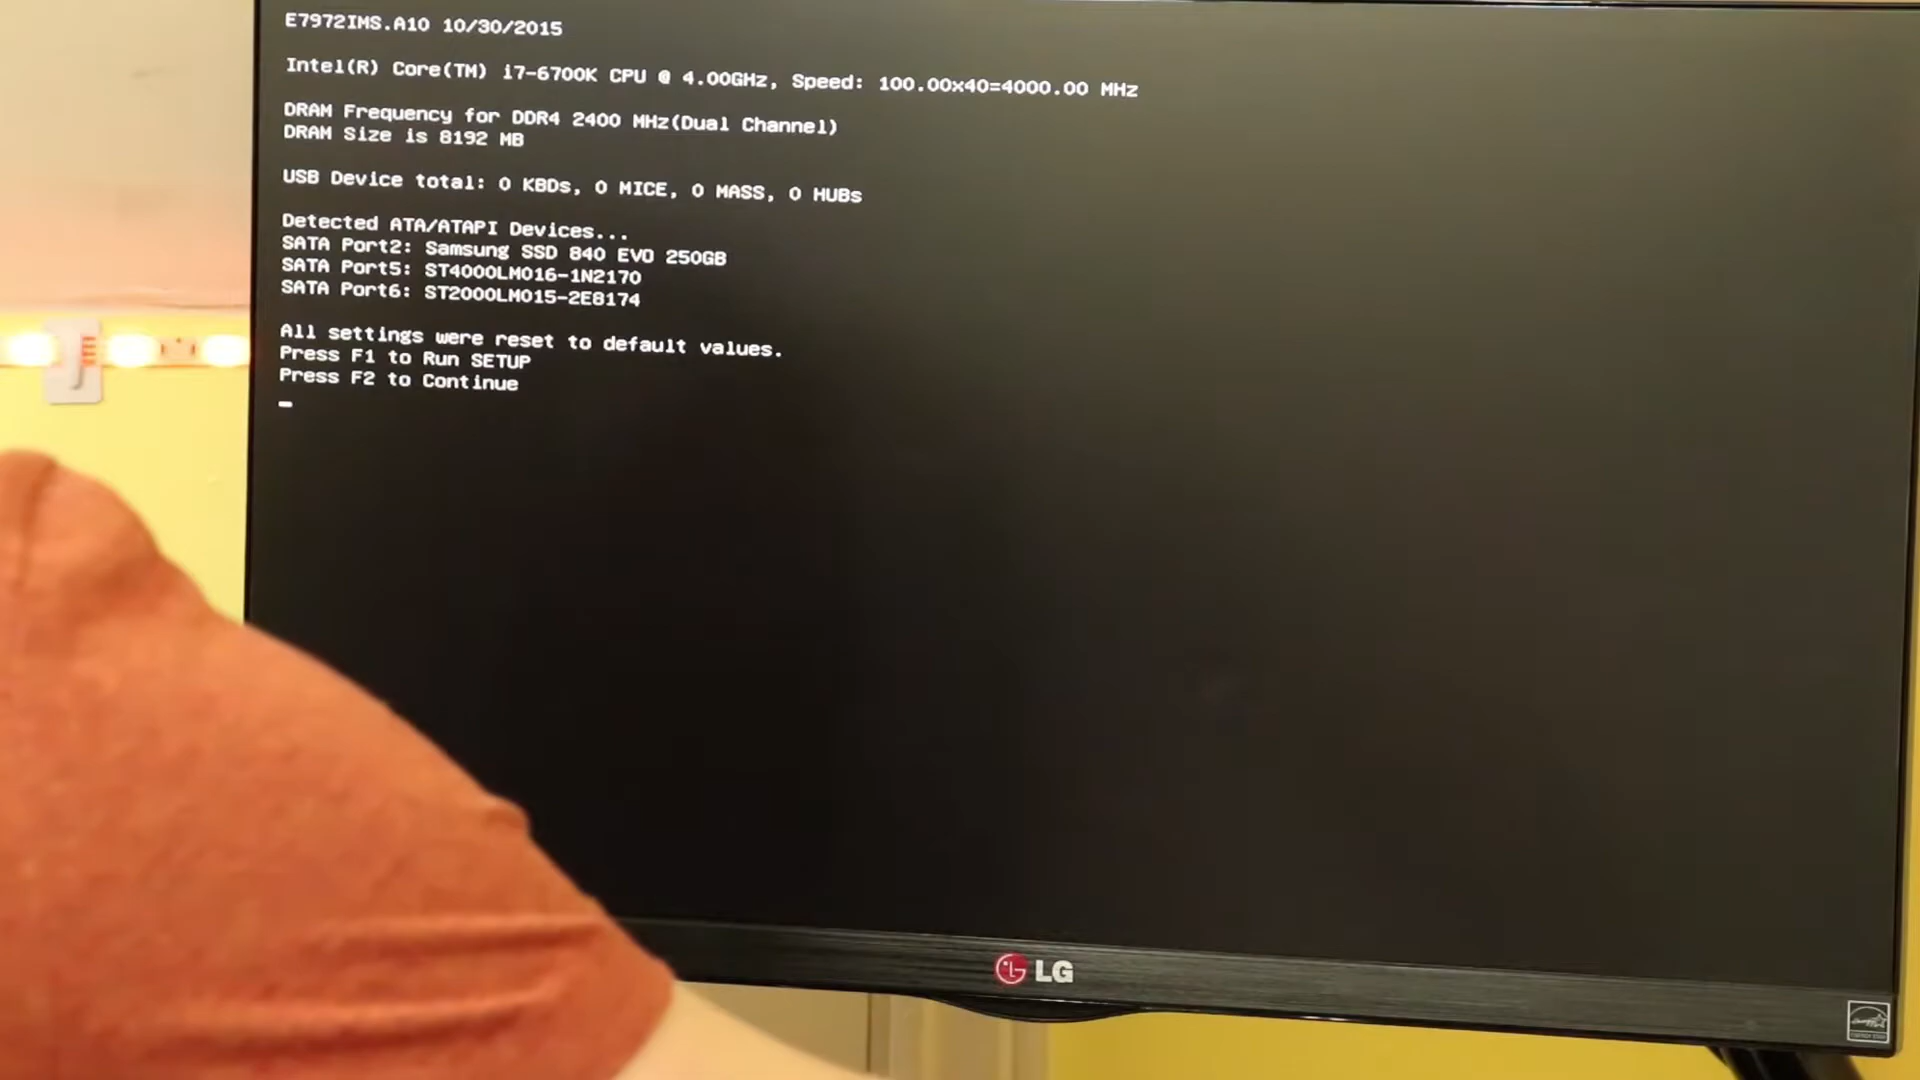 E7972IMS.A10 10/30/2015
Intel(R) Core(TM) i7-6700K CPU @ 4.00GHz, Speed: 100.00x40=4000.00 MHz
DRAM Frequency for DDR4 2400 MHz(Dual Channel)
DRAM Size is 8192 MB
USB Device total: 0 KBDs, 0 MICE, 0 MASS, 0 HUBs
Detected ATA/ATAPI Devices...
SATA Port2: Samsung SSD 840 EVO 250GB
SATA Port5: ST4000LM016-1N2170
SATA Port6: ST2000LM015-2E8174
All settings were reset to default values.
Press F1 to Run SETUP
Press F2 to Continue
LG